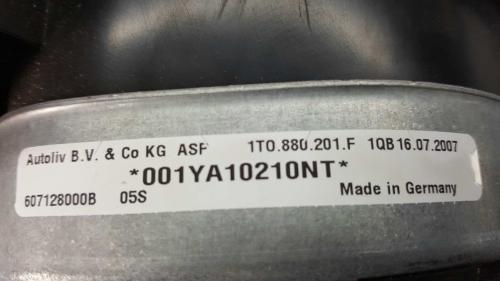 Autoliv B.V. & Co KG ASP 1T0.880.201.F 1QB 16.07.2007
*001YA10210NT*
607128000B 05S Made in Germany